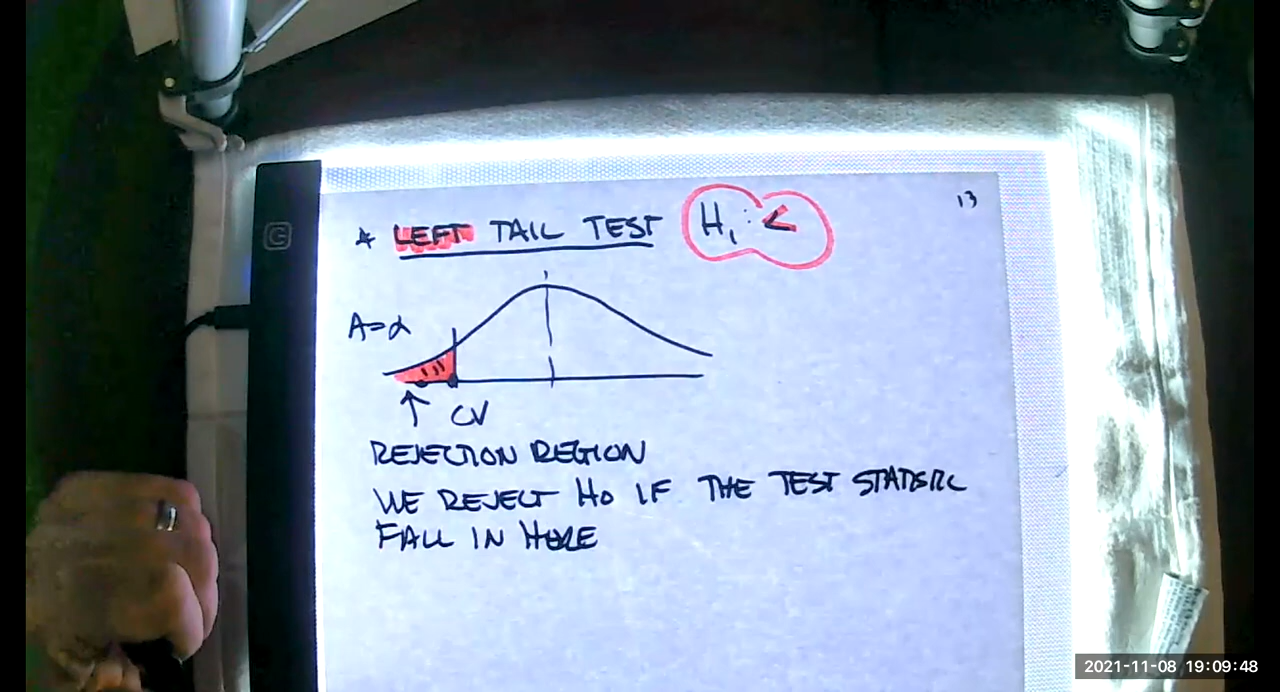 13
* LEFT TAIL TEST H₁: <
A=α
CV
REJECTION REGION
WE REJECT H0 IF THE TEST STATISTIC
FALL IN HERE
2021-11-08 19:09:48